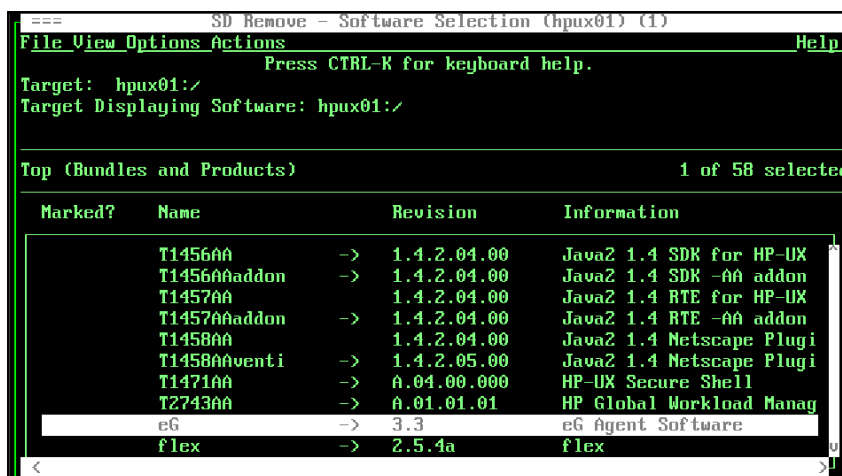 === SD Remove - Software Selection (hpux01) (1)
File View Options Actions Help
Press CTRL-K for keyboard help.
Target: hpux01:/
Target Displaying Software: hpux01:/
Top (Bundles and Products) 1 of 58 selected
Marked? Name Revision Information
T1456AA -> 1.4.2.04.00 Java2 1.4 SDK for HP-UX
T1456AAaddon -> 1.4.2.04.00 Java2 1.4 SDK -AA addon
T1457AA -> 1.4.2.04.00 Java2 1.4 RTE for HP-UX
T1457AAaddon -> 1.4.2.04.00 Java2 1.4 RTE -AA addon
T1458AA -> 1.4.2.04.00 Java2 1.4 Netscape Plugi
T1458AAventi -> 1.4.2.05.00 Java2 1.4 Netscape Plugi
T1471AA -> A.04.00.000 HP-UX Secure Shell
T2743AA -> A.01.01.01 HP Global Workload Manag
eG -> 3.3 eG Agent Software
flex -> 2.5.4a flex